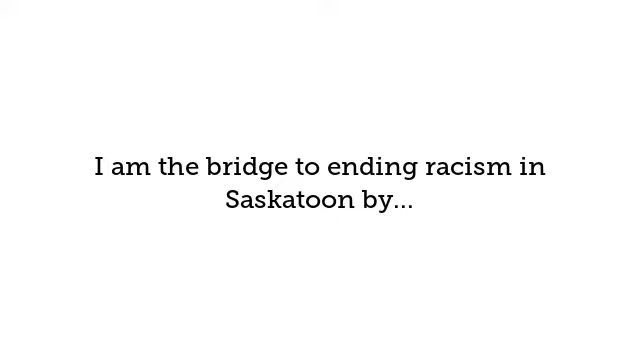 I am the bridge to ending racism in
Saskatoon by...